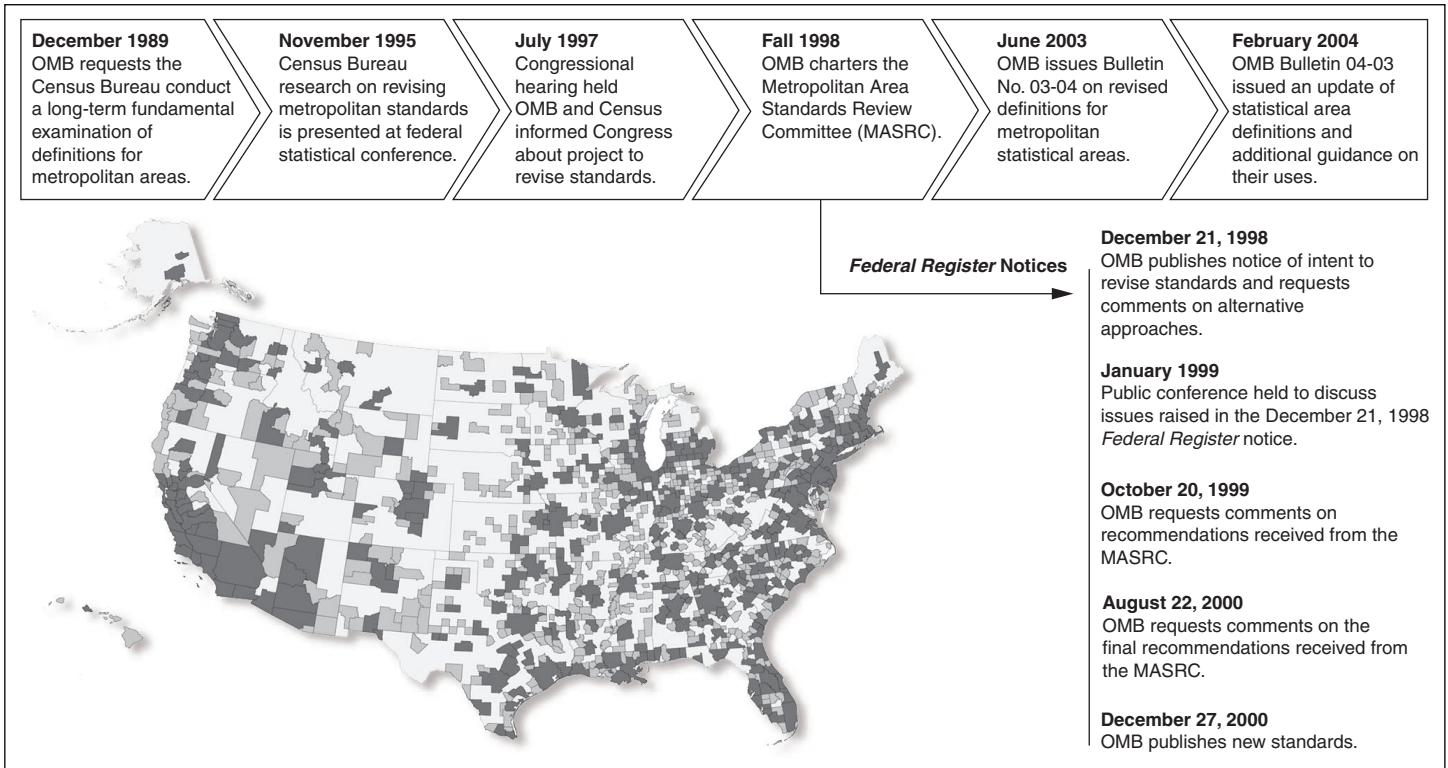 December 1989
OMB requests the
Census Bureau conduct
a long-term fundamental
examination of
definitions for
metropolitan areas.
November 1995
Census Bureau
research on revising
metropolitan standards
is presented at federal
statistical conference.
July 1997
Congressional
hearing held
OMB and Census
informed Congress
about project to
revise standards.
Fall 1998
OMB charters the
Metropolitan Area
Standards Review
Committee (MASRC).
June 2003
OMB issues Bulletin
No. 03-04 on revised
definitions for
metropolitan
statistical areas.
February 2004
OMB Bulletin 04-03
issued an update of
statistical area
definitions and
additional guidance on
their uses.
Federal Register Notices
December 21, 1998
OMB publishes notice of intent to
revise standards and requests
comments on alternative
approaches.
January 1999
Public conference held to discuss
issues raised in the December 21, 1998
Federal Register notice.
October 20, 1999
OMB requests comments on
recommendations received from the
MASRC.
August 22, 2000
OMB requests comments on the
final recommendations received from
the MASRC.
December 27, 2000
OMB publishes new standards.